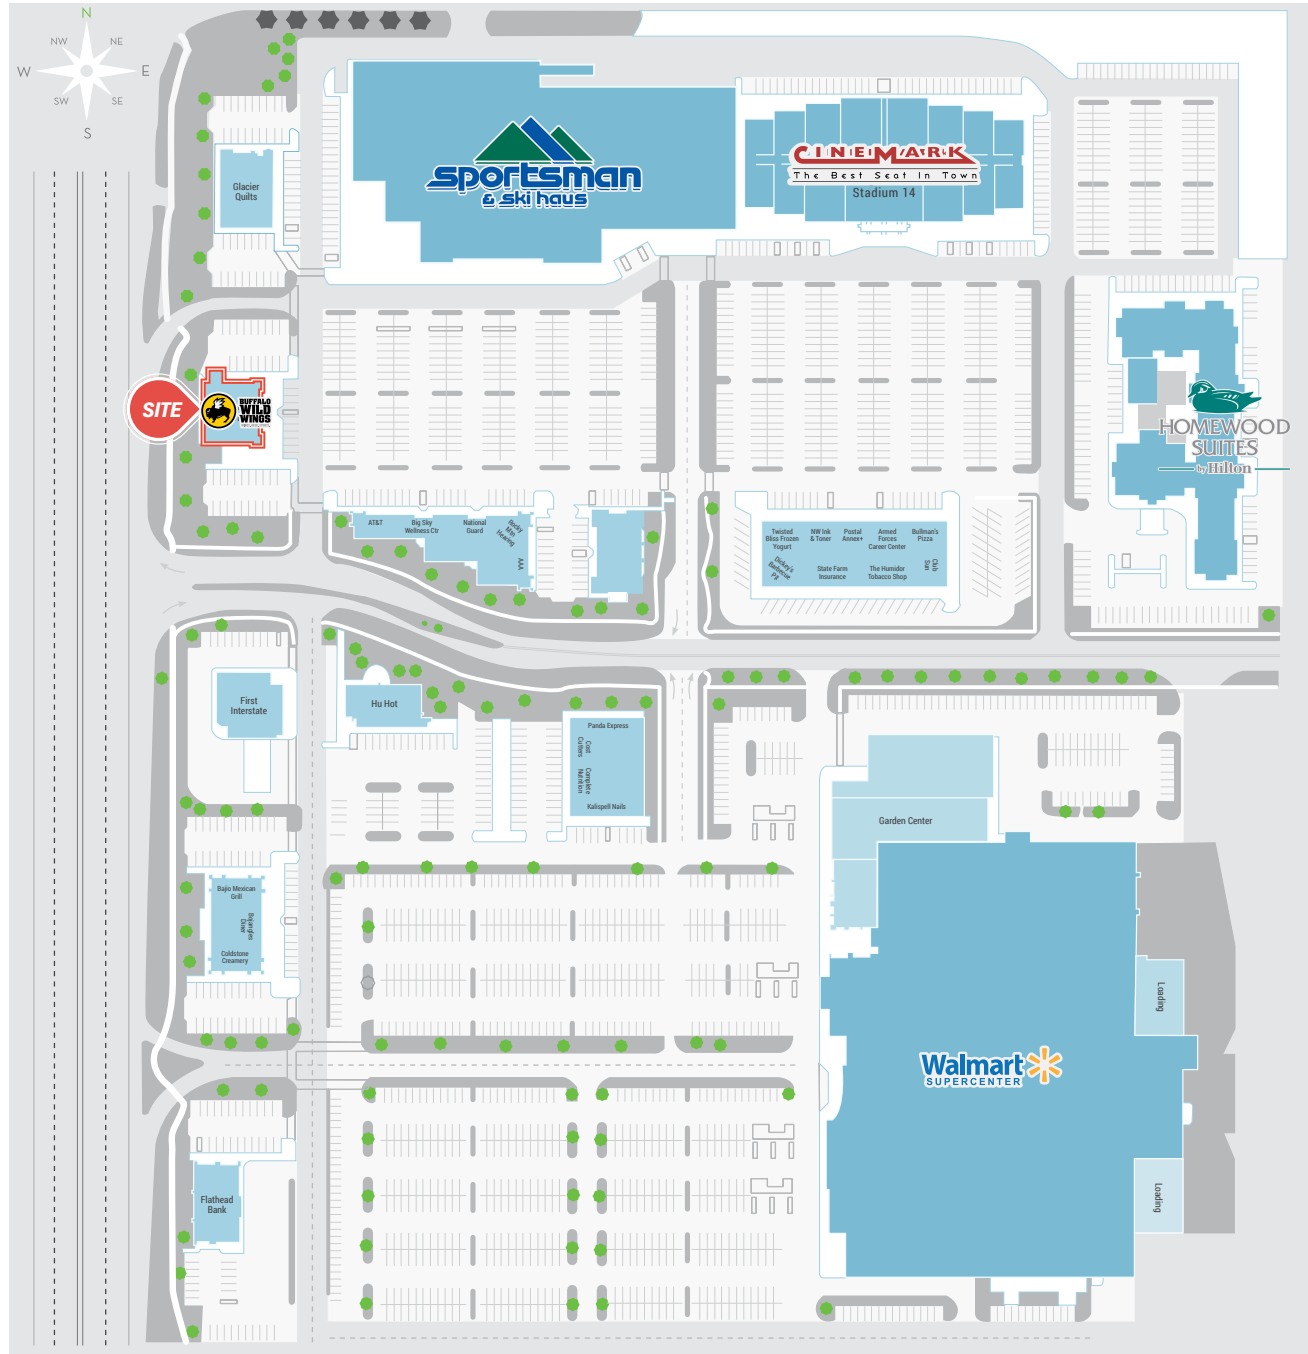 N
NW
NE
W
E
SW
SE
S
sportsman
& ski haus
CINEMARK
The Best Seat In Town
Stadium 14
Glacier
Quilts
SITE
BUFFALO
WILD
WINGS
HOMEWOOD
SUITES
by Hilton
AT&T
Big Sky
Wellness Ctr
National
Guard
Rocky
Mtn
Hearing
AAA
Twisted
Bliss Frozen
Yogurt
NW Ink
& Toner
Postal
Annex+
Armed
Forces
Career Center
Bullman's
Pizza
Dickey's
Barbecue
Pit
State Farm
Insurance
The Humidor
Tobacco Shop
Club
Sun
First
Interstate
Hu Hot
Panda Express
Cost
Cutters
Complete
Nutrition
Kalispell Nails
Garden Center
Bajio Mexican
Grill
Bojangles
Diner
Coldstone
Creamery
Loading
Walmart
SUPERCENTER
Loading
Flathead
Bank